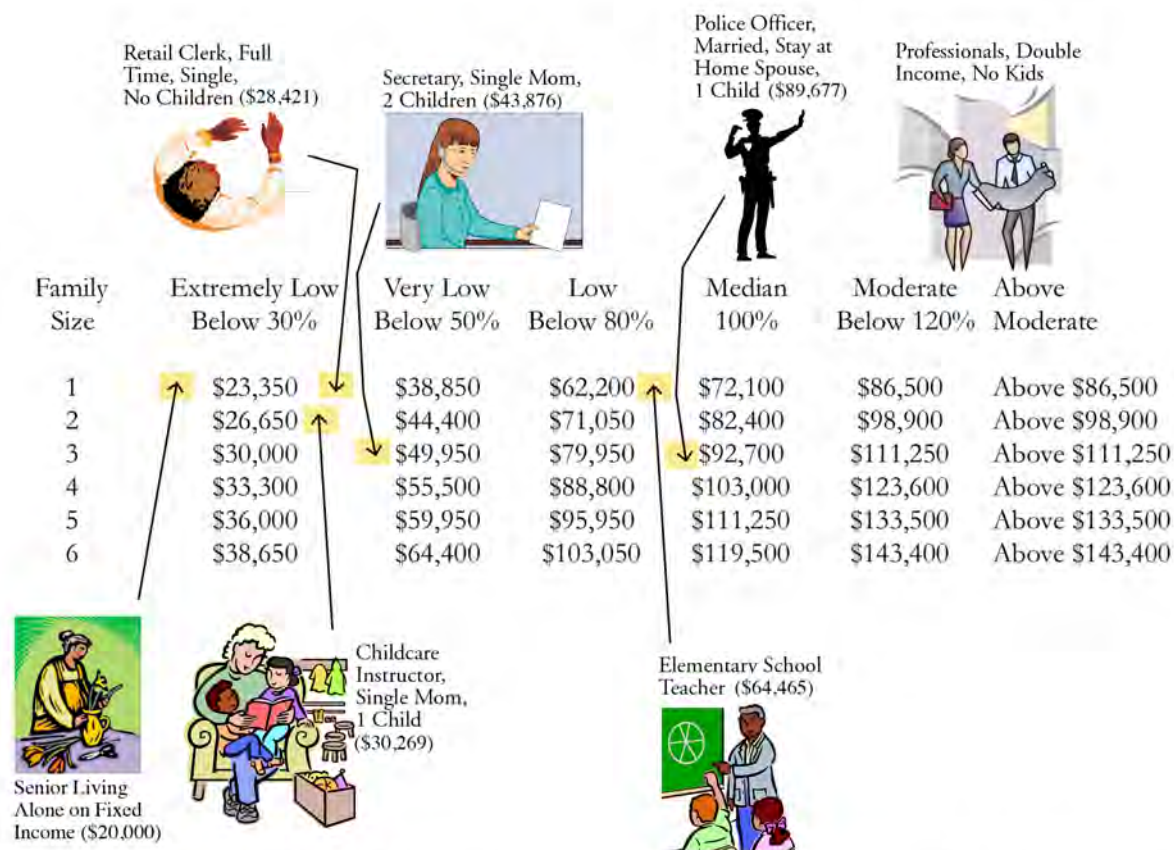 Retail Clerk, Full
Time, Single,
No Children ($28,421)
Secretary, Single Mom,
2 Children ($43,876)
Police Officer,
Married, Stay at
Home Spouse,
1 Child ($89,677)
Professionals, Double
Income, No Kids
Family Size Extremely Low Below 30% Very Low Below 50% Low Below 80% Median 100% Moderate Below 120% Above Moderate
1 $23,350 $38,850 $62,200 $72,100 $86,500 Above $86,500
2 $26,650 $44,400 $71,050 $82,400 $98,900 Above $98,900
3 $30,000 $49,950 $79,950 $92,700 $111,250 Above $111,250
4 $33,300 $55,500 $88,800 $103,000 $123,600 Above $123,600
5 $36,000 $59,950 $95,950 $111,250 $133,500 Above $133,500
6 $38,650 $64,400 $103,050 $119,500 $143,400 Above $143,400
Senior Living
Alone on Fixed
Income ($20,000)
Childcare
Instructor,
Single Mom,
1 Child
($30,269)
Elementary School
Teacher ($64,465)